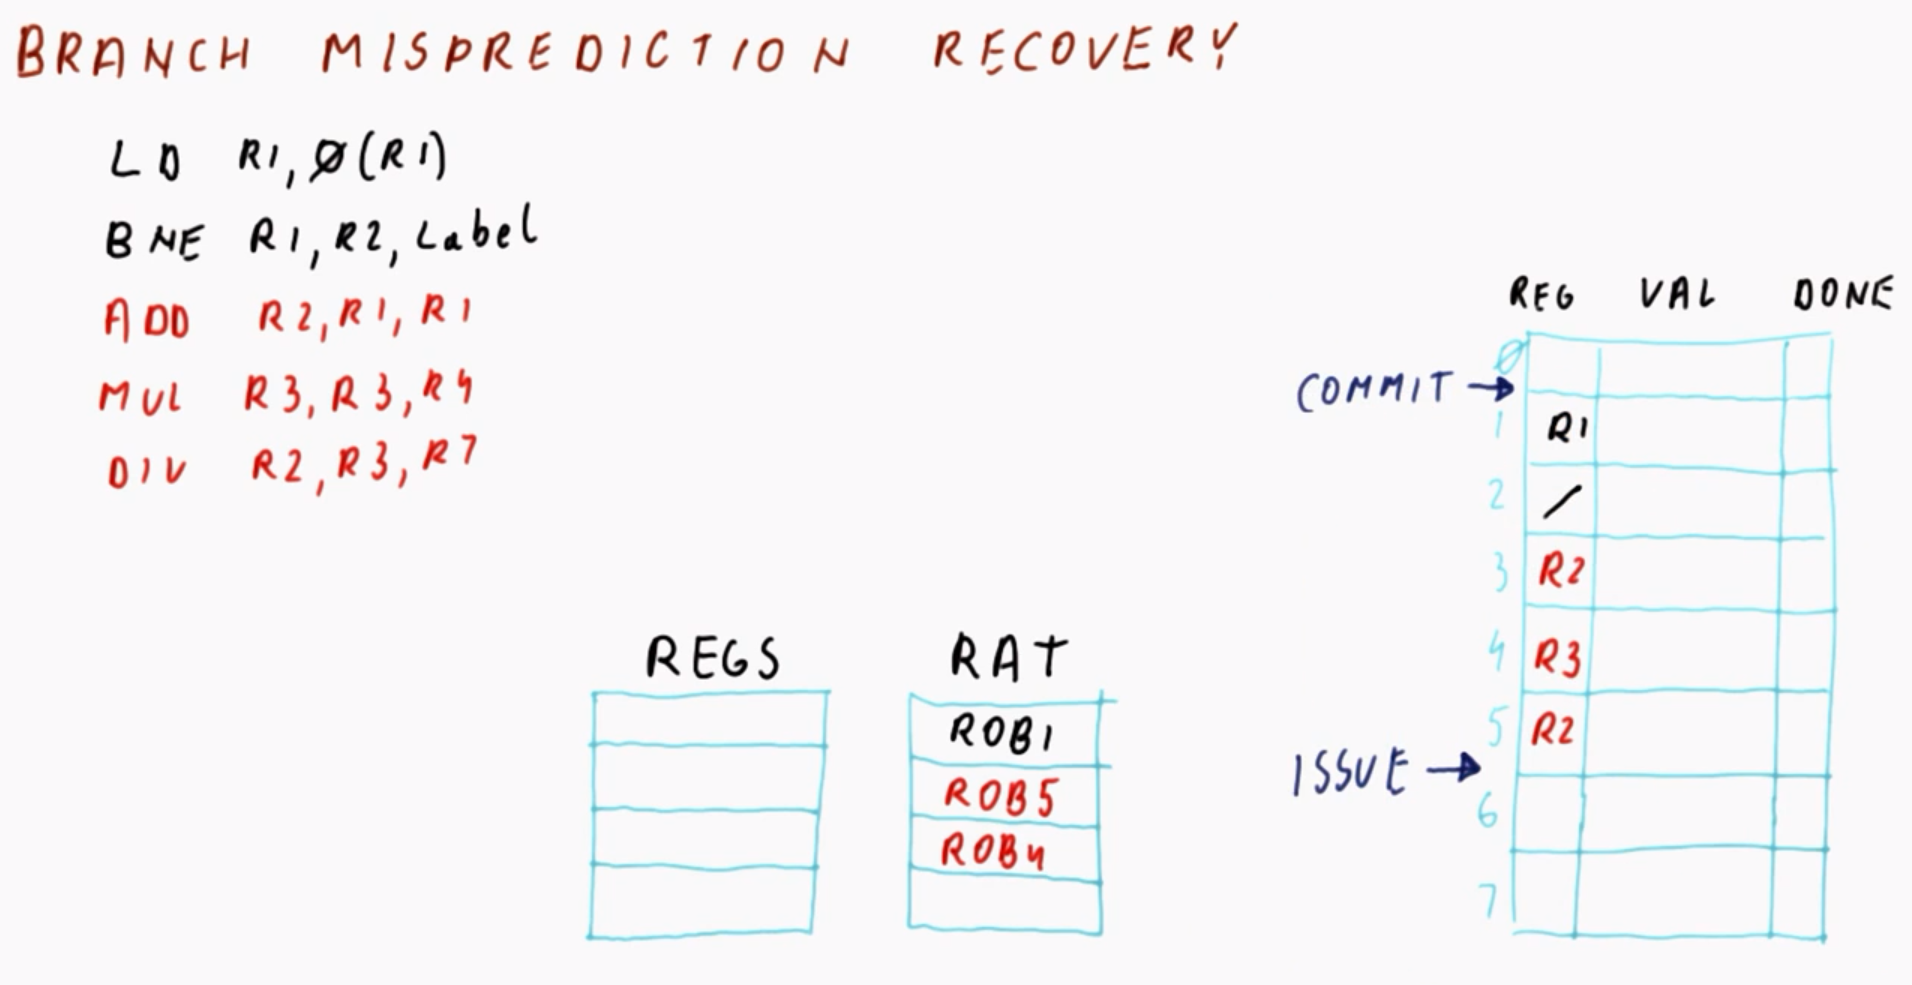 BRANCH MISPREDICTION RECOVERY
LD R1, Ø(R1)
BNE R1, R2, Label
ADD R2, R1, R1
MUL R3, R3, R4
DIV R2, R3, R7
REG VAL DONE
Ø
COMMIT →
1 R1
2 /
3 R2
4 R3
5 R2
ISSUE →
6
7
REGS
RAT
ROB1
ROB5
ROB4